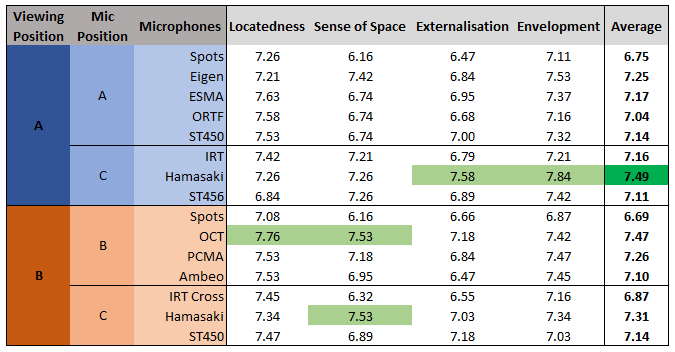 Viewing Position Mic Position Microphones Locatedness Sense of Space Externalisation Envelopment Average
A A Spots 7.26 6.16 6.47 7.11 6.75
Eigen 7.21 7.42 6.84 7.53 7.25
ESMA 7.63 6.74 6.95 7.37 7.17
ORTF 7.58 6.74 6.68 7.16 7.04
ST450 7.53 6.74 7.00 7.32 7.14
C IRT 7.42 7.21 6.79 7.21 7.16
Hamasaki 7.26 7.26 7.58 7.84 7.49
ST456 6.84 7.26 6.89 7.42 7.11
B B Spots 7.08 6.16 6.66 6.87 6.69
OCT 7.76 7.53 7.18 7.42 7.47
PCMA 7.53 7.18 6.84 7.47 7.26
Ambeo 7.53 6.95 6.47 7.45 7.10
C IRT Cross 7.45 6.32 6.55 7.16 6.87
Hamasaki 7.34 7.53 7.03 7.34 7.31
ST450 7.47 6.89 7.18 7.03 7.14